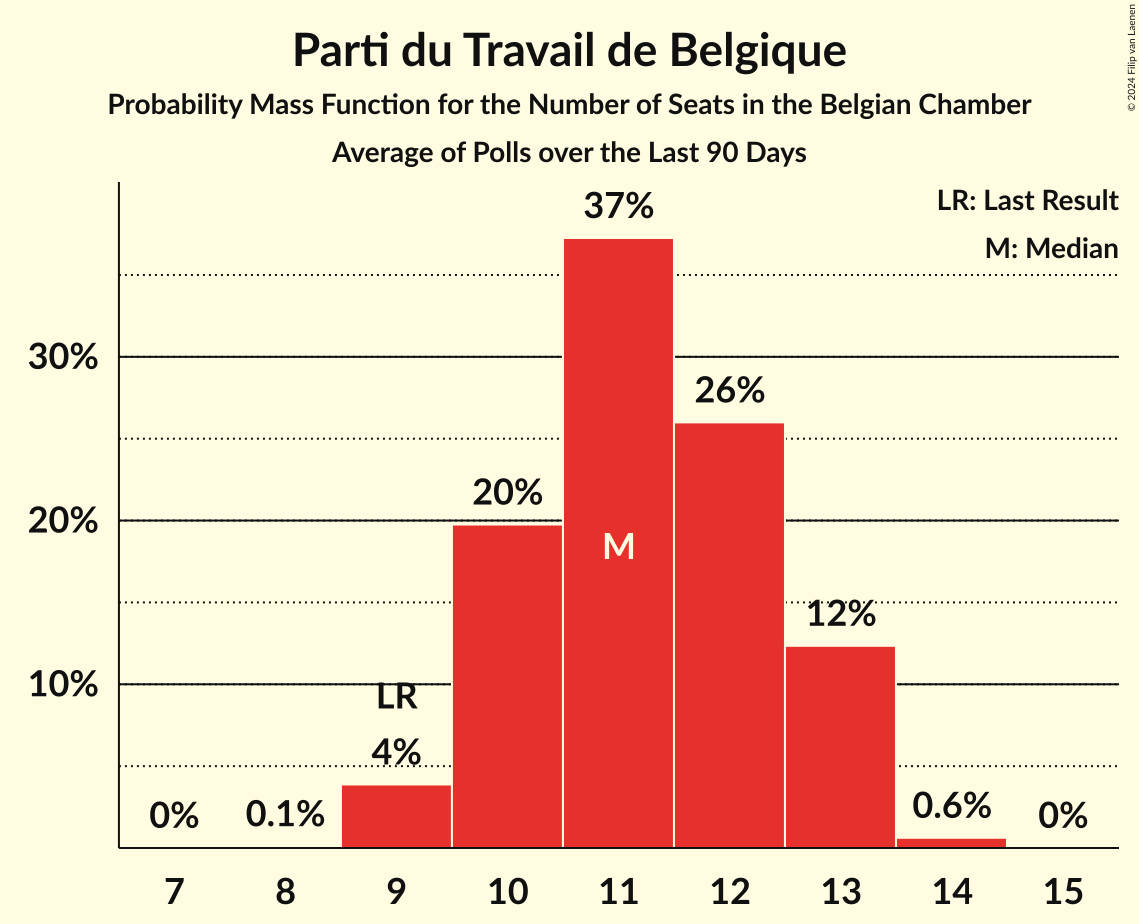 Parti du Travail de Belgique
Probability Mass Function for the Number of Seats in the Belgian Chamber
Average of Polls over the Last 90 Days
© 2024 Filip van Laenen
LR: Last Result
M: Median
37%
30%
26%
20%
20%
M
12%
10%
LR
4%
0%
0.1%
0.6%
0%
7 8 9 10 11 12 13 14 15